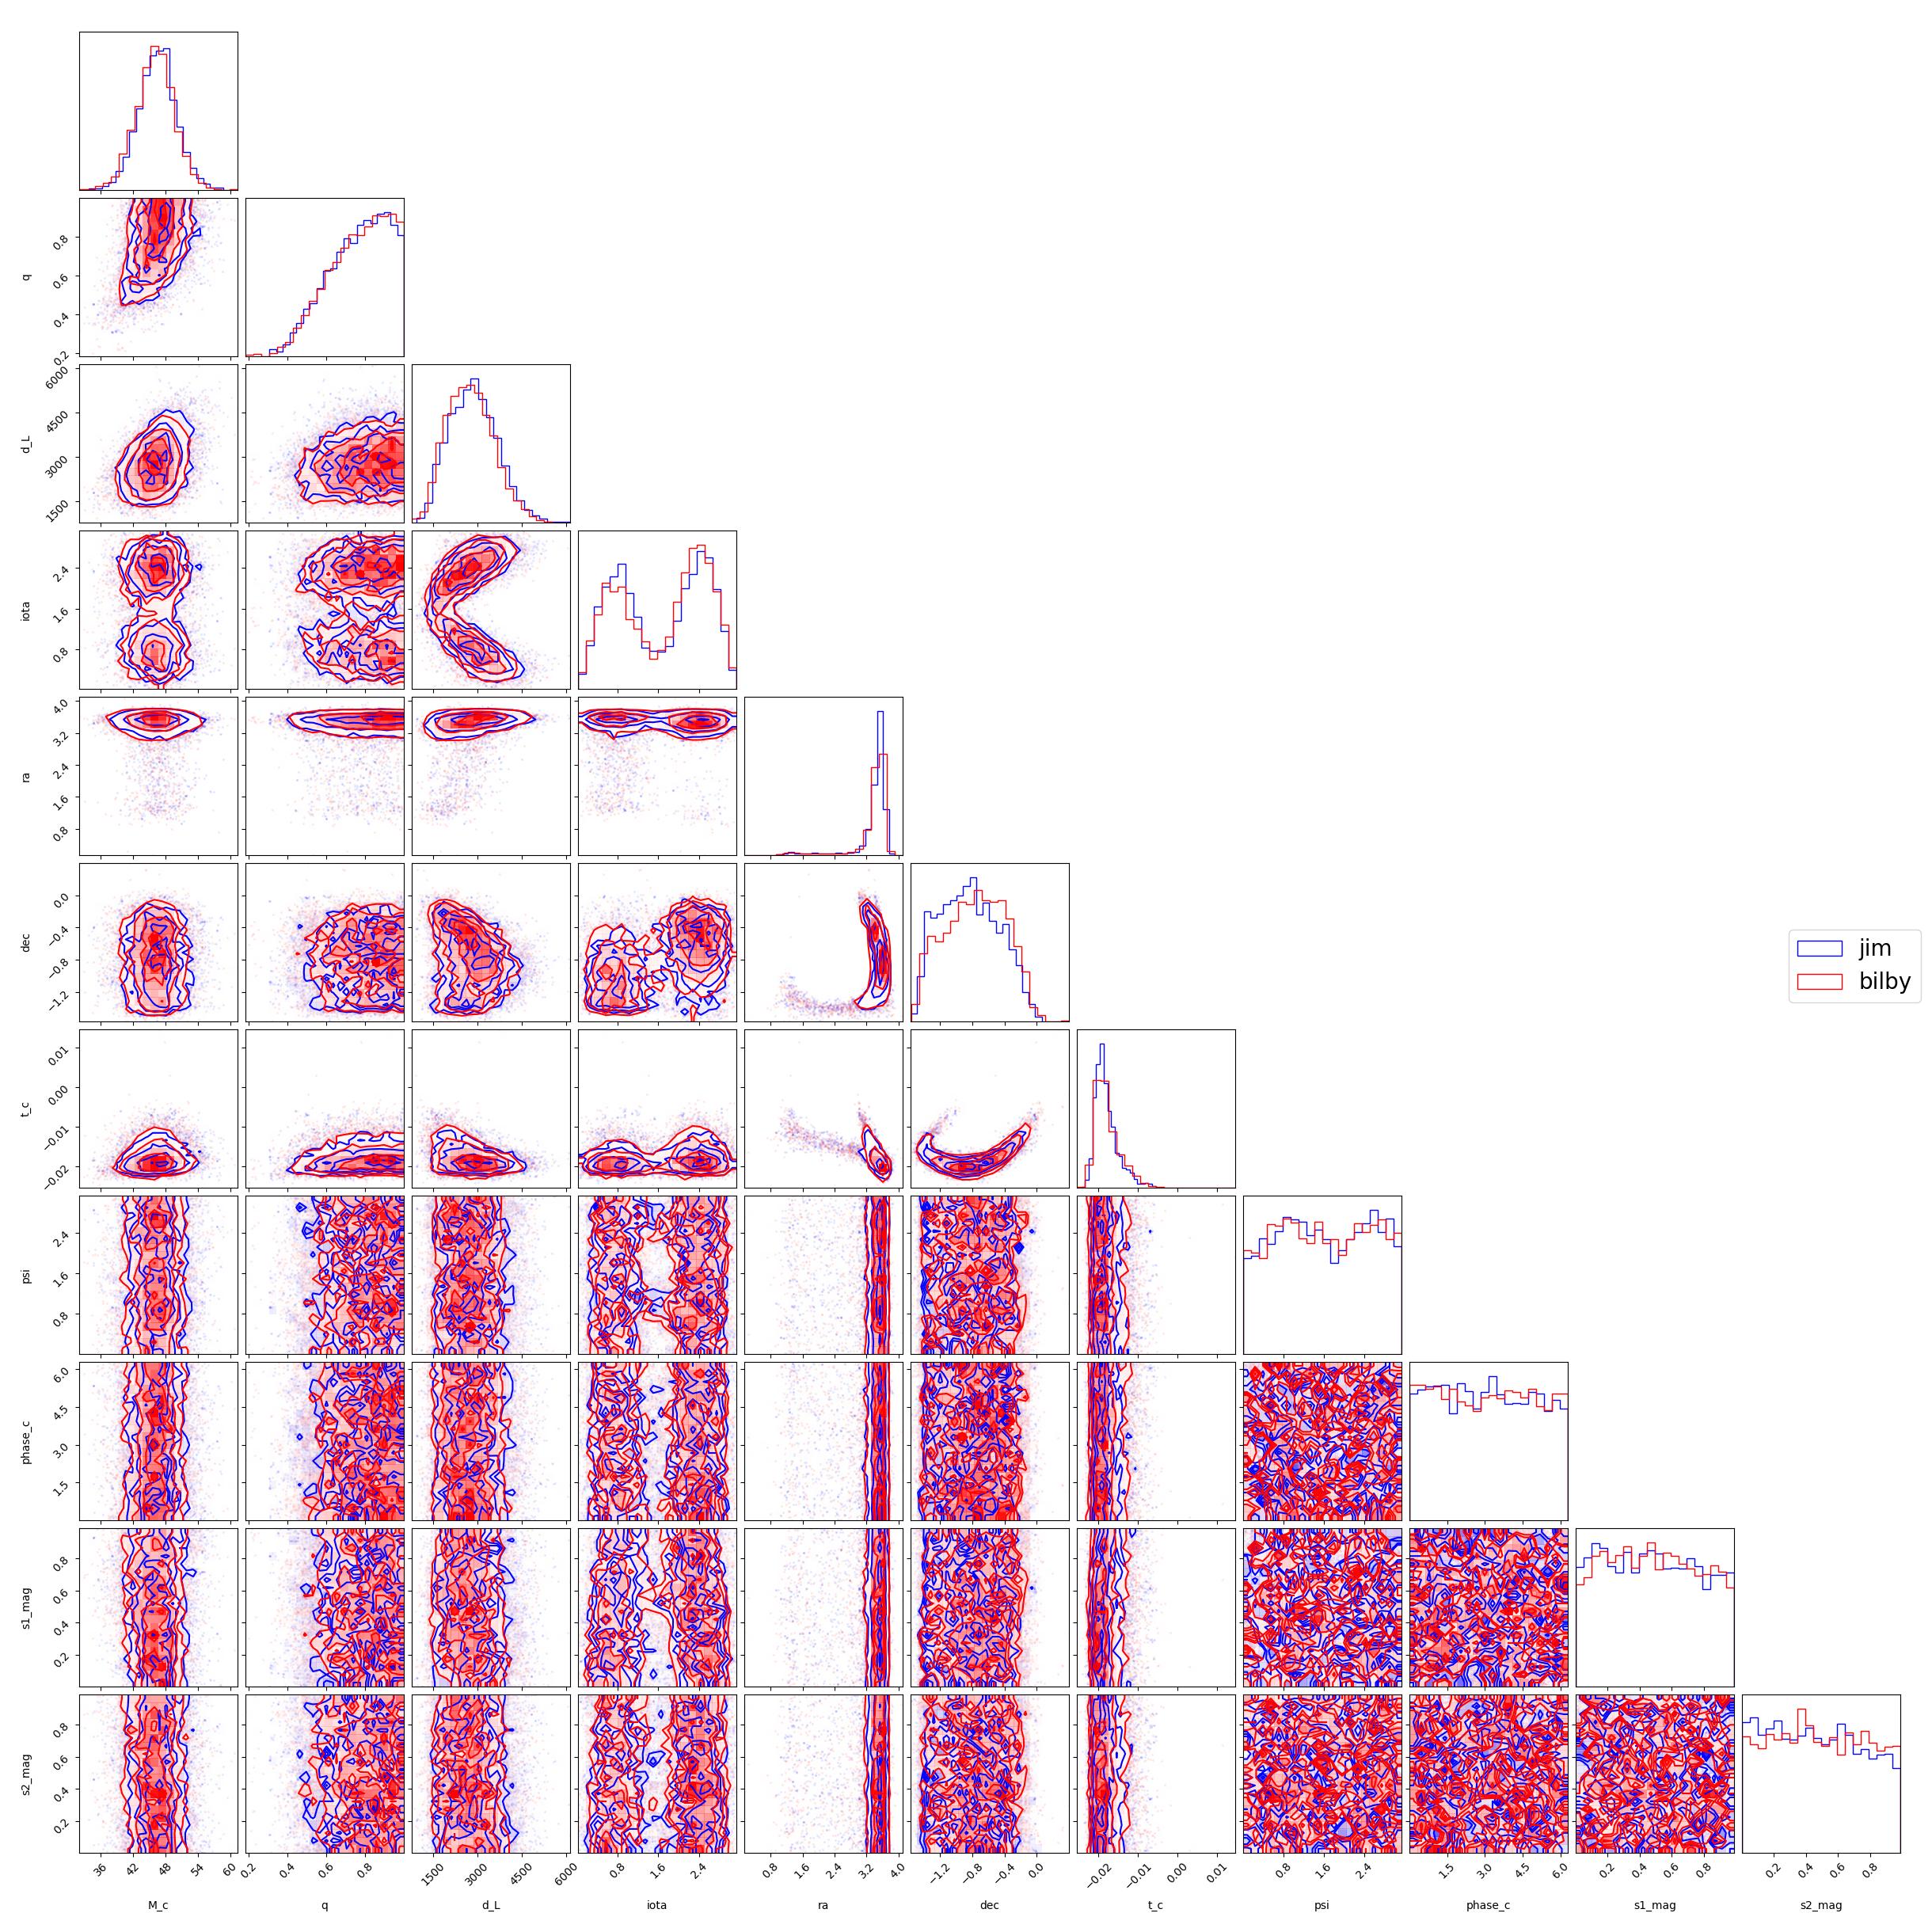 0.8
0.6
0.4
0.2
q
6000
4500
3000
1500
d_L
2.4
1.6
0.8
iota
4.0
3.2
2.4
1.6
0.8
ra
0.0
−0.4
−0.8
−1.2
dec
jim
bilby
0.01
0.00
−0.01
−0.02
t_c
2.4
1.6
0.8
psi
6.0
4.5
3.0
1.5
phase_c
0.8
0.6
0.4
0.2
s1_mag
0.8
0.6
0.4
0.2
s2_mag
36 42 48 54 60 0.2 0.4 0.6 0.8 1500 3000 4500 6000 0.8 1.6 2.4 0.8 1.6 2.4 3.2 4.0 −1.2 −0.8 −0.4 0.0 −0.02 −0.01 0.00 0.01 0.8 1.6 2.4 1.5 3.0 4.5 6.0 0.2 0.4 0.6 0.8 0.2 0.4 0.6 0.8
M_c q d_L iota ra dec t_c psi phase_c s1_mag s2_mag